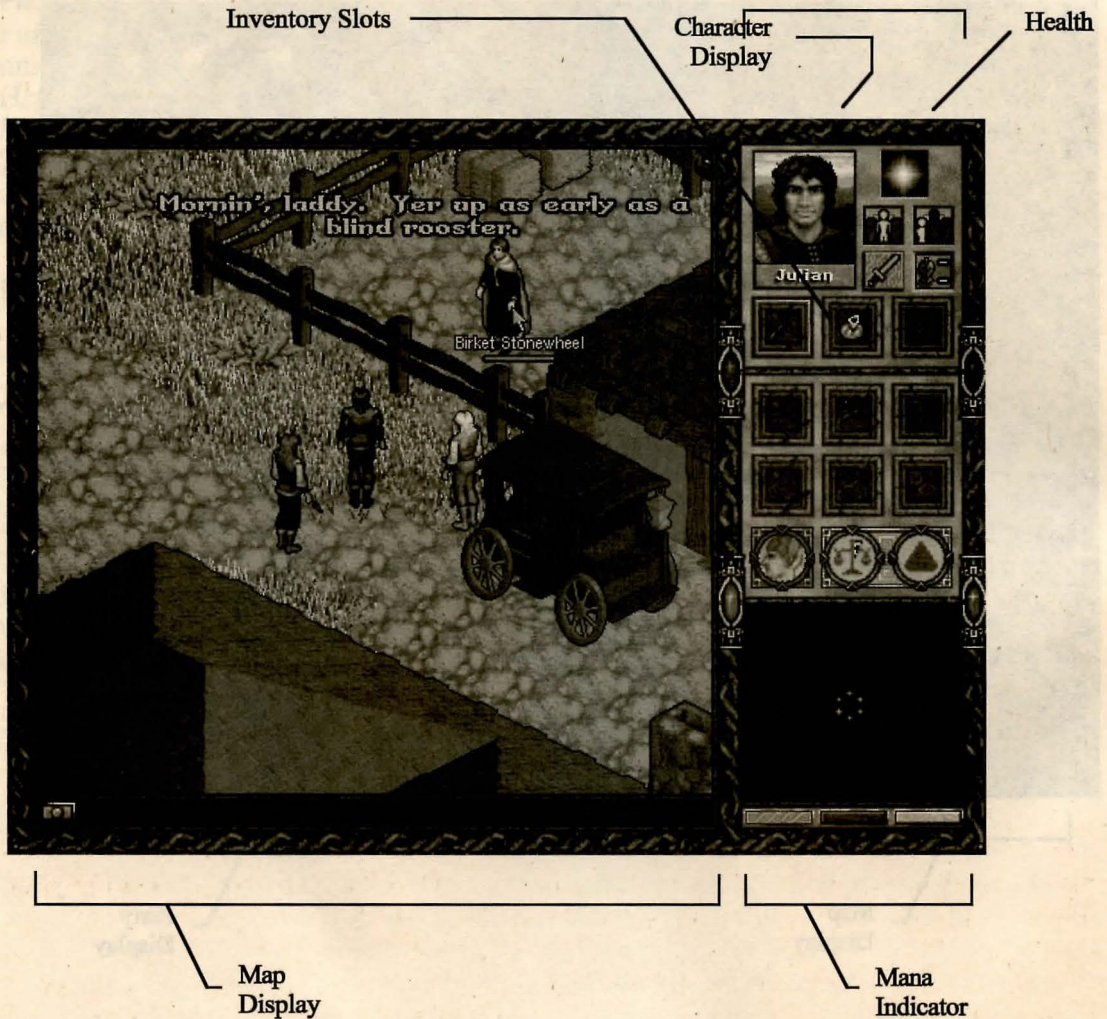 Inventory Slots
Character
Display
Health
Mornin', laddy. Yer up as early as a
blind rooster.
Julian
Birket Stonewheel
Map
Display
Mana
Indicator